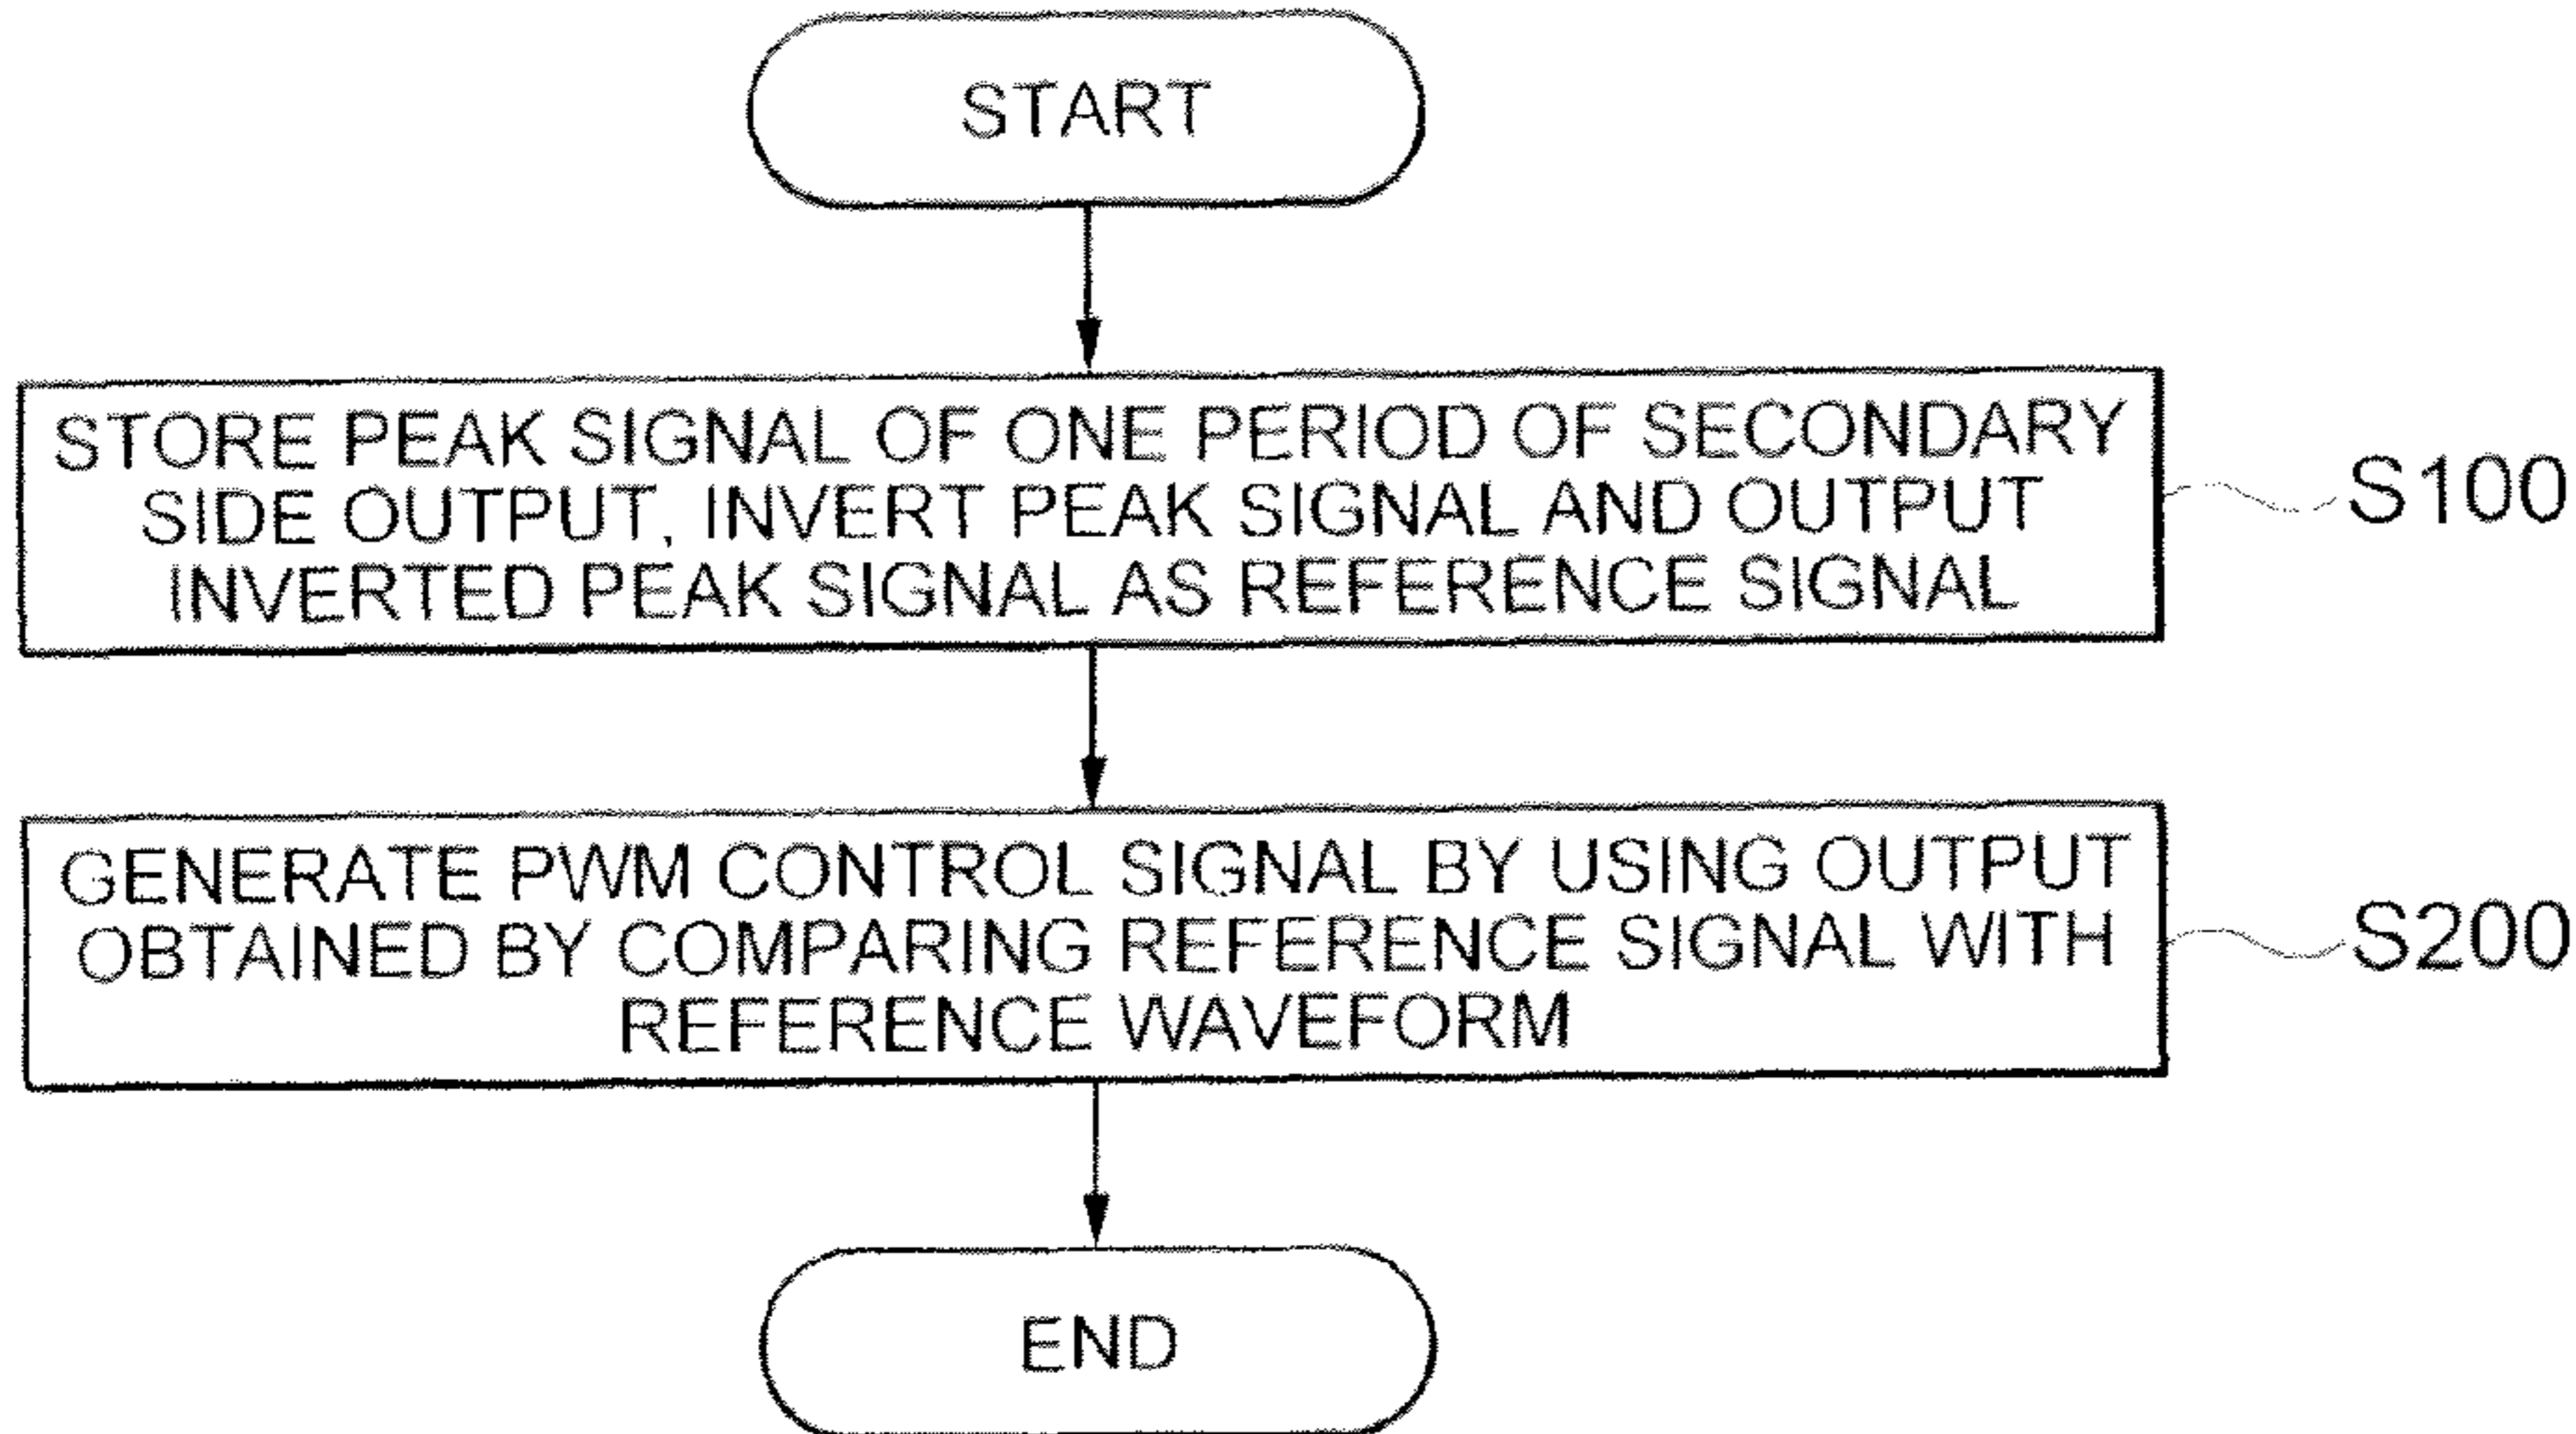 START
STORE PEAK SIGNAL OF ONE PERIOD OF SECONDARY
SIDE OUTPUT, INVERT PEAK SIGNAL AND OUTPUT
INVERTED PEAK SIGNAL AS REFERENCE SIGNAL
S100
GENERATE PWM CONTROL SIGNAL BY USING OUTPUT
OBTAINED BY COMPARING REFERENCE SIGNAL WITH
REFERENCE WAVEFORM
S200
END